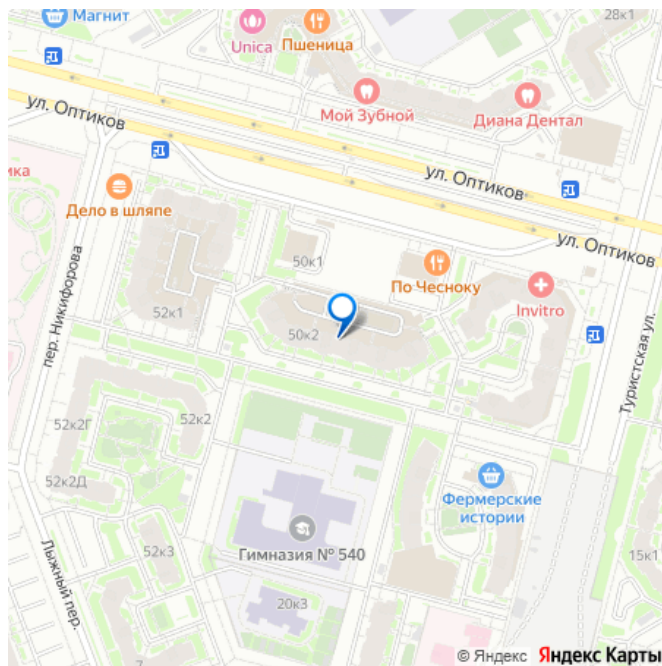 Магнит
Unica
Пшеница
28к1
Мой Зубной
Диана Дентал
ул. Оптиков
ул. Оптиков
ика
Дело в шляпе
ул. Оптиков
пер. Никифорова
50к1
По Чесноку
Invitro
52к1
50к2
Туристская ул.
52к2Г
52к2
52к2Д
Фермерские
истории
Гимназия № 540
52к3
15к1
Лыжный пер.
20к3
7
© Яндекс Яндекс Карты